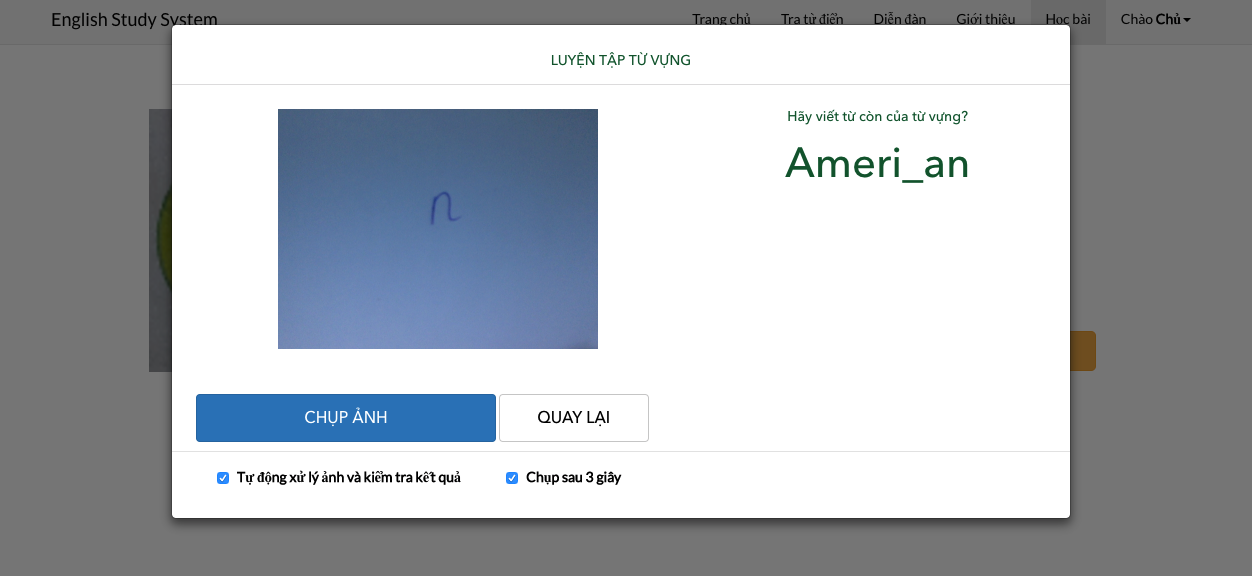 English Study System
Trang chủ Tra từ điển Diễn đàn Giới thiệu Học bài Chào Chủ
LUYỆN TẬP TỪ VỰNG
Hãy viết từ còn của từ vựng?
Ameri_an
n
CHỤP ẢNH QUAY LẠI
Tự động xử lý ảnh và kiểm tra kết quả Chụp sau 3 giây